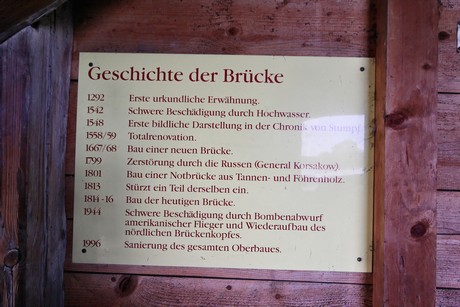 Geschichte der Brücke
1292 Erste urkundliche Erwähnung.
1542 Schwere Beschädigung durch Hochwasser.
1548 Erste bildliche Darstellung in der Chronik von Stumpf.
1558/59 Totalrenovation.
1667/68 Bau einer neuen Brücke.
1799 Zerstörung durch die Russen (General Korsakow)
1801 Bau einer Notbrücke aus Tannen- und Föhrenholz.
1813 Stürzt ein Teil derselben ein.
1814-16 Bau der heutigen Brücke.
1944 Schwere Beschädigung durch Bombenabwurf
amerikanischer Flieger und Wiederaufbau des
nördlichen Brückenkopfes.
1996 Sanierung des gesamten Oberbaues.